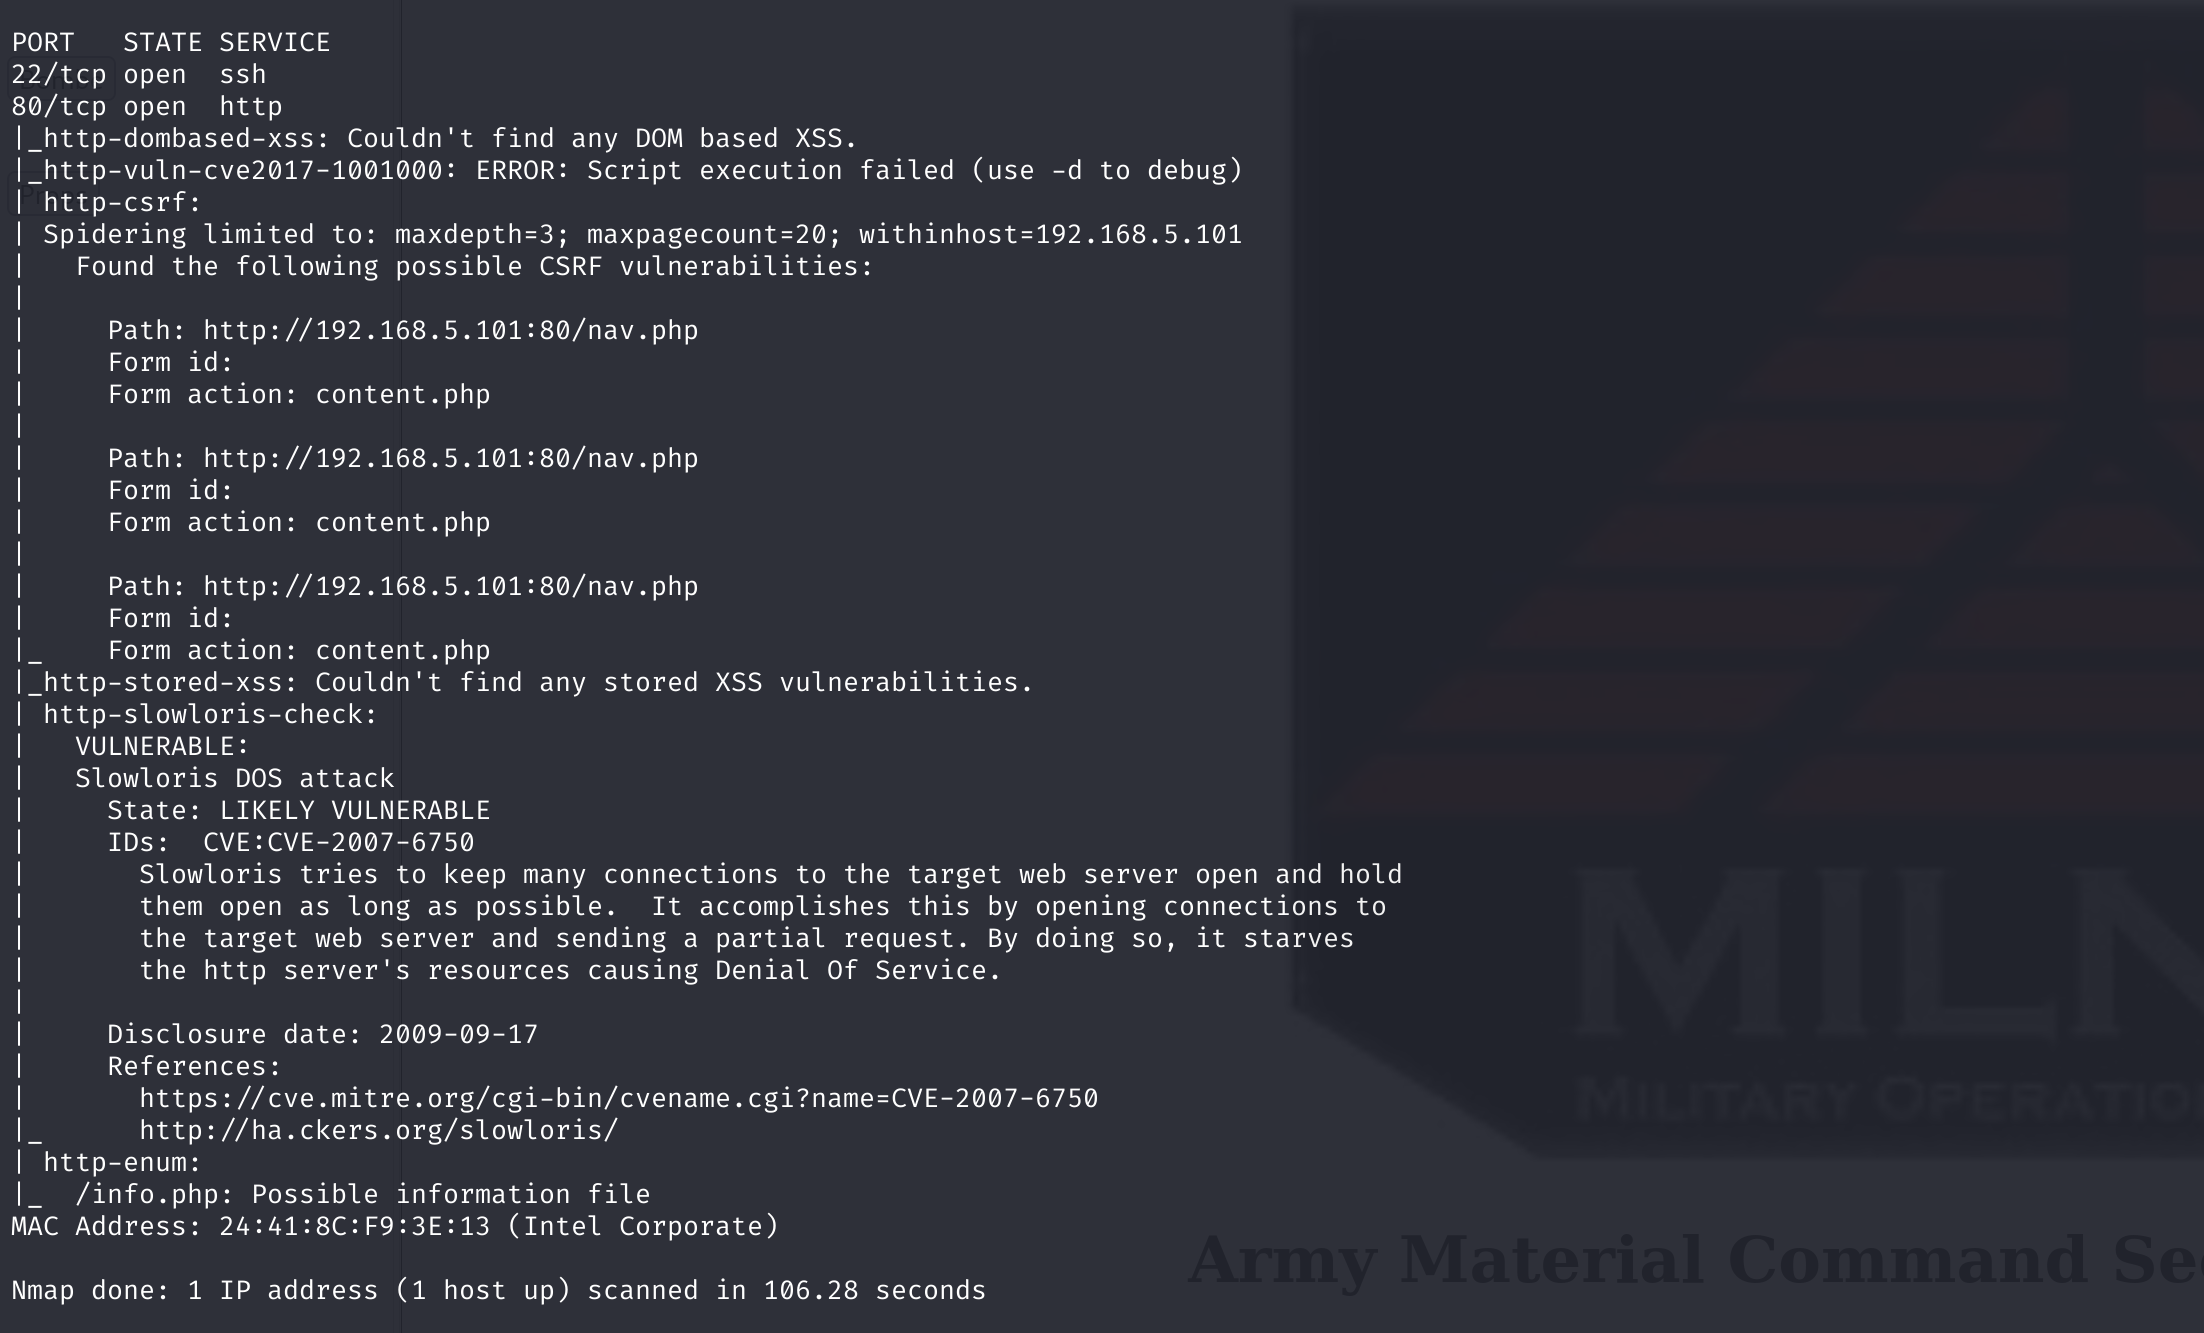 PORT   STATE SERVICE
22/tcp open  ssh
80/tcp open  http
|_http-dombased-xss: Couldn't find any DOM based XSS.
|_http-vuln-cve2017-1001000: ERROR: Script execution failed (use -d to debug)
| http-csrf:
| Spidering limited to: maxdepth=3; maxpagecount=20; withinhost=192.168.5.101
|   Found the following possible CSRF vulnerabilities:
|
|     Path: http://192.168.5.101:80/nav.php
|     Form id:
|     Form action: content.php
|
|     Path: http://192.168.5.101:80/nav.php
|     Form id:
|     Form action: content.php
|
|     Path: http://192.168.5.101:80/nav.php
|     Form id:
|_    Form action: content.php
|_http-stored-xss: Couldn't find any stored XSS vulnerabilities.
| http-slowloris-check:
|   VULNERABLE:
|   Slowloris DOS attack
|     State: LIKELY VULNERABLE
|     IDs:  CVE:CVE-2007-6750
|       Slowloris tries to keep many connections to the target web server open and hold
|       them open as long as possible.  It accomplishes this by opening connections to
|       the target web server and sending a partial request. By doing so, it starves
|       the http server's resources causing Denial Of Service.
|
|     Disclosure date: 2009-09-17
|     References:
|       https://cve.mitre.org/cgi-bin/cvename.cgi?name=CVE-2007-6750
|_      http://ha.ckers.org/slowloris/
| http-enum:
|_  /info.php: Possible information file
MAC Address: 24:41:8C:F9:3E:13 (Intel Corporate)
Nmap done: 1 IP address (1 host up) scanned in 106.28 seconds
MILN
MILITARY OPERATIO
Army Material Command Se